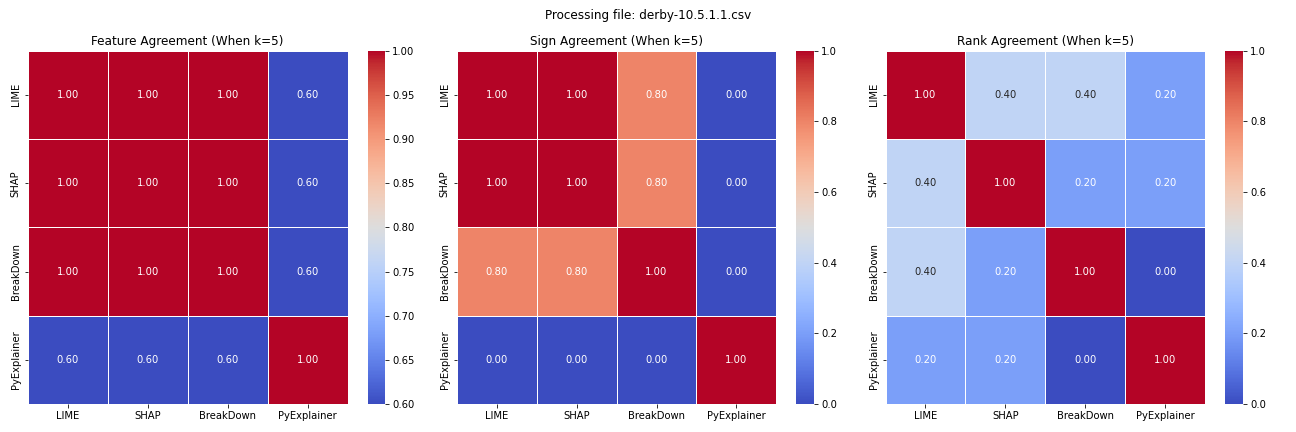 Processing file: derby-10.5.1.1.csv
Feature Agreement (When k=5)
LIME
SHAP
BreakDown
PyExplainer
1.00 1.00 1.00 0.60
1.00 1.00 1.00 0.60
1.00 1.00 1.00 0.60
0.60 0.60 0.60 1.00
LIME SHAP BreakDown PyExplainer
1.00
0.95
0.90
0.85
0.80
0.75
0.70
0.65
0.60
Sign Agreement (When k=5)
LIME
SHAP
BreakDown
PyExplainer
1.00 1.00 0.80 0.00
1.00 1.00 0.80 0.00
0.80 0.80 1.00 0.00
0.00 0.00 0.00 1.00
LIME SHAP BreakDown PyExplainer
1.0
0.8
0.6
0.4
0.2
0.0
Rank Agreement (When k=5)
LIME
SHAP
BreakDown
PyExplainer
1.00 0.40 0.40 0.20
0.40 1.00 0.20 0.20
0.40 0.20 1.00 0.00
0.20 0.20 0.00 1.00
LIME SHAP BreakDown PyExplainer
1.0
0.8
0.6
0.4
0.2
0.0